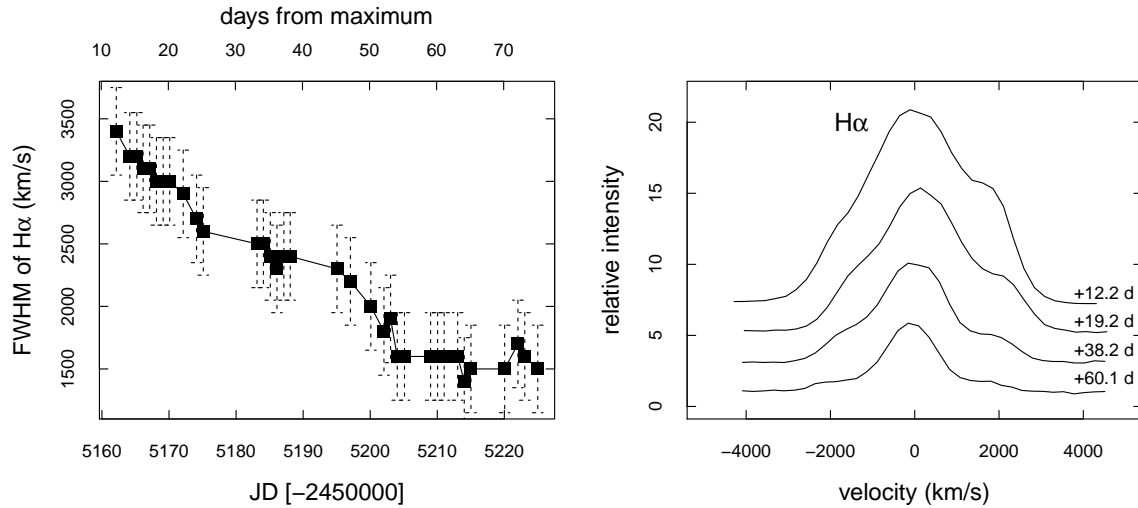 days from maximum
10 20 30 40 50 60 70
FWHM of Hα (km/s)
3500
3000
2500
2000
1500
5160 5170 5180 5190 5200 5210 5220
JD [−2450000]
relative intensity
20
15
10
5
0
Hα
+12.2 d
+19.2 d
+38.2 d
+60.1 d
−4000 −2000 0 2000 4000
velocity (km/s)